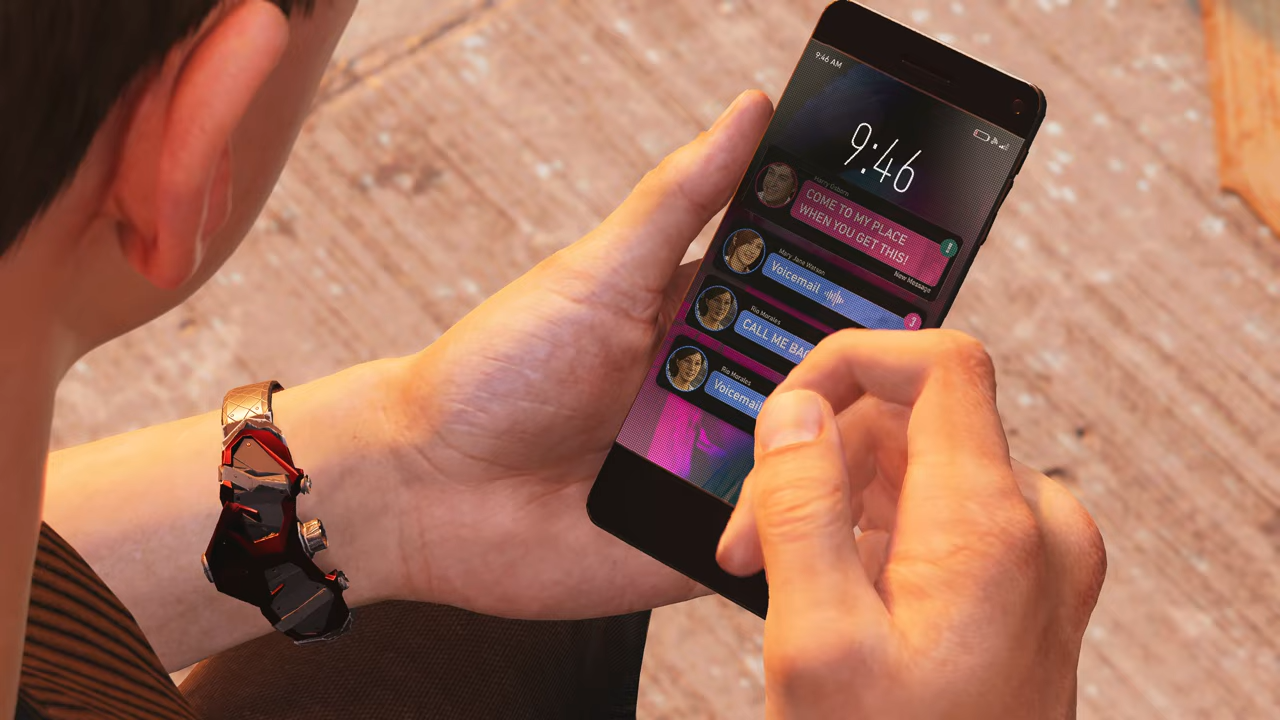 9:46 AM
9:46
Harry Osborn
COME TO MY PLACE
WHEN YOU GET THIS!
!
New Message
Mary Jane Watson
Voicemail
3
Rio Morales
CALL ME BAC
Rio Morales
Voicemail